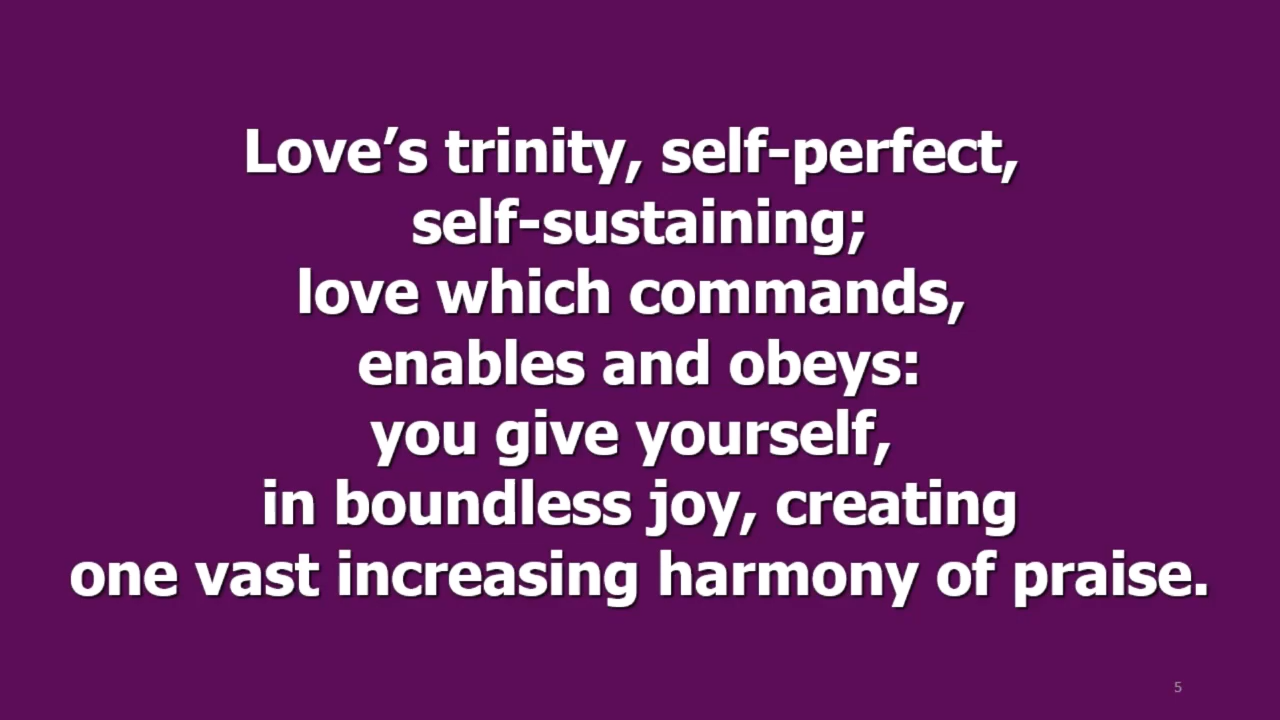 Love’s trinity, self-perfect,
self-sustaining;
love which commands,
enables and obeys:
you give yourself,
in boundless joy, creating
one vast increasing harmony of praise.
5